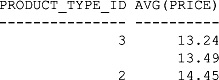 PRODUCT_TYPE_ID AVG(PRICE)
--------------- ----------
3 13.24
13.49
2 14.45